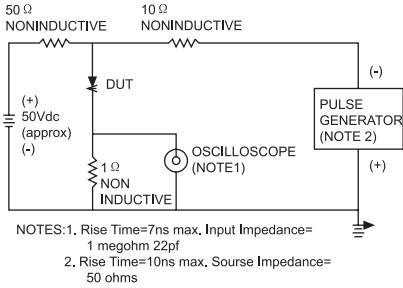 50 Ω
NONINDUCTIVE
10 Ω
NONINDUCTIVE
DUT
(+)
50Vdc
(approx)
(-)
(-)
PULSE
GENERATOR
(NOTE 2)
(+)
1 Ω
NON
INDUCTIVE
OSCILLOSCOPE
(NOTE1)
NOTES:1. Rise Time=7ns max. Input Impedance=
1 megohm 22pf
2. Rise Time=10ns max. Sourse Impedance=
50 ohms